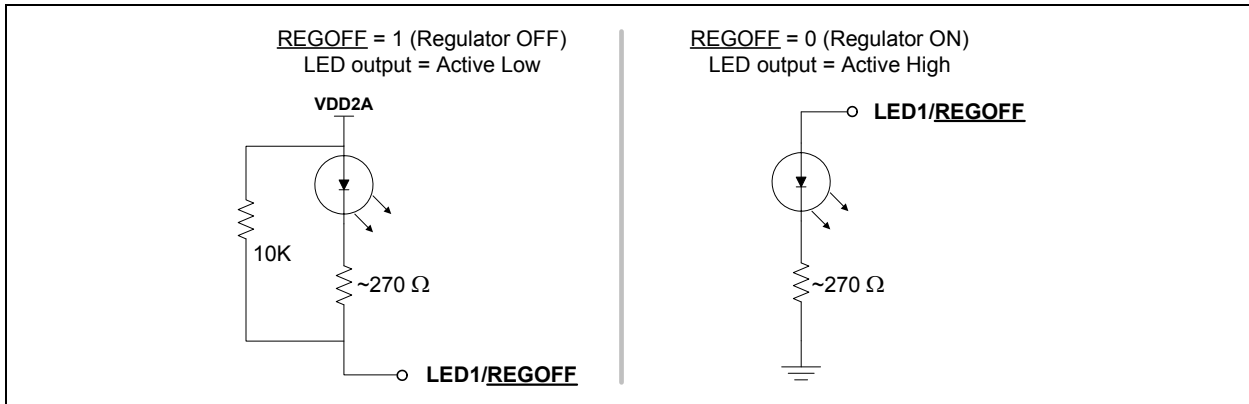 REGOFF = 1 (Regulator OFF)
LED output = Active Low
VDD2A
10K
~270 Ω
LED1/REGOFF
REGOFF = 0 (Regulator ON)
LED output = Active High
LED1/REGOFF
~270 Ω